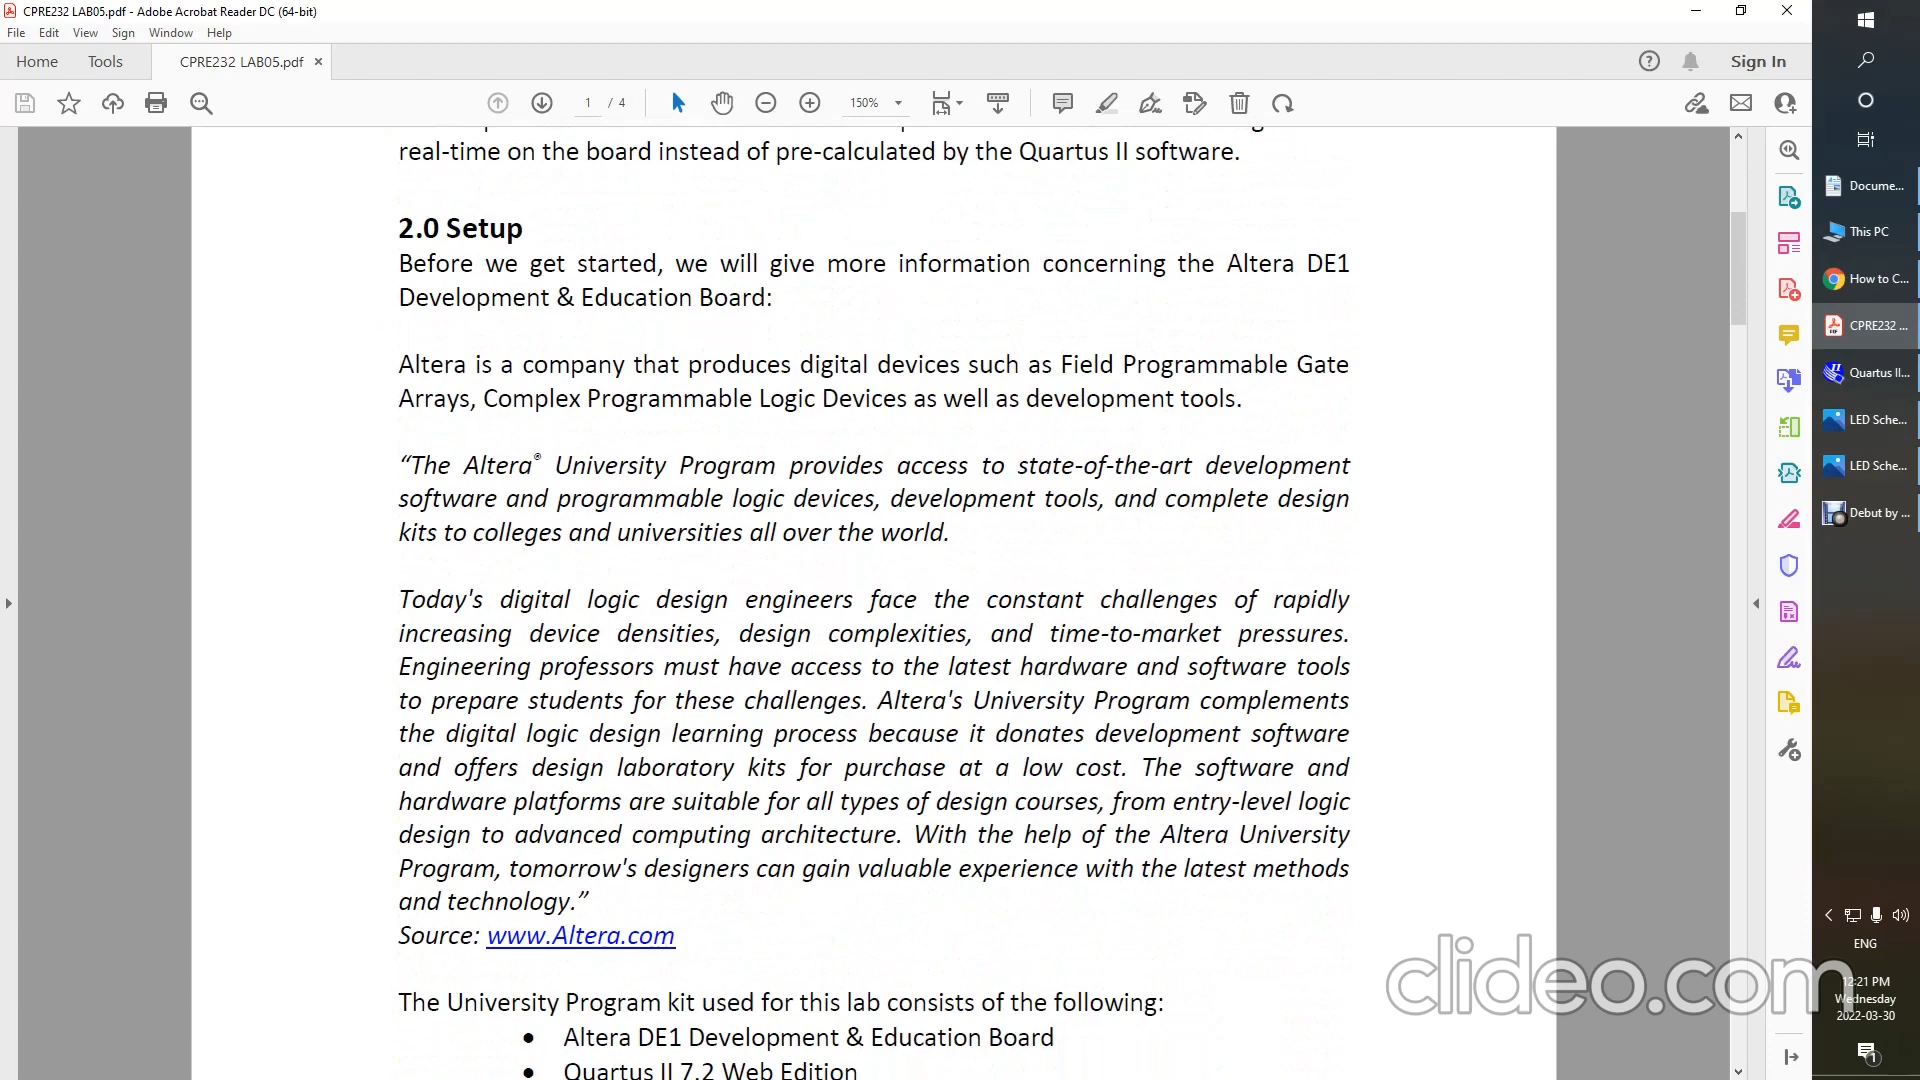 CPRE232 LAB05.pdf - Adobe Acrobat Reader DC (64-bit)
File Edit View Sign Window Help
Home Tools CPRE232 LAB05.pdf × Sign In
1 / 4 150%
real-time on the board instead of pre-calculated by the Quartus II software.
2.0 Setup
Before we get started, we will give more information concerning the Altera DE1
Development & Education Board:
Altera is a company that produces digital devices such as Field Programmable Gate
Arrays, Complex Programmable Logic Devices as well as development tools.
“The Altera® University Program provides access to state-of-the-art development
software and programmable logic devices, development tools, and complete design
kits to colleges and universities all over the world.
Today's digital logic design engineers face the constant challenges of rapidly
increasing device densities, design complexities, and time-to-market pressures.
Engineering professors must have access to the latest hardware and software tools
to prepare students for these challenges. Altera's University Program complements
the digital logic design learning process because it donates development software
and offers design laboratory kits for purchase at a low cost. The software and
hardware platforms are suitable for all types of design courses, from entry-level logic
design to advanced computing architecture. With the help of the Altera University
Program, tomorrow's designers can gain valuable experience with the latest methods
and technology.”
Source: www.Altera.com
The University Program kit used for this lab consists of the following:
• Altera DE1 Development & Education Board
• Quartus II 7.2 Web Edition
Docume...
This PC
How to C...
CPRE232 ...
Quartus II...
LED Sche...
LED Sche...
Debut by ...
ENG
12:21 PM
Wednesday
2022-03-30
1
clideo.com